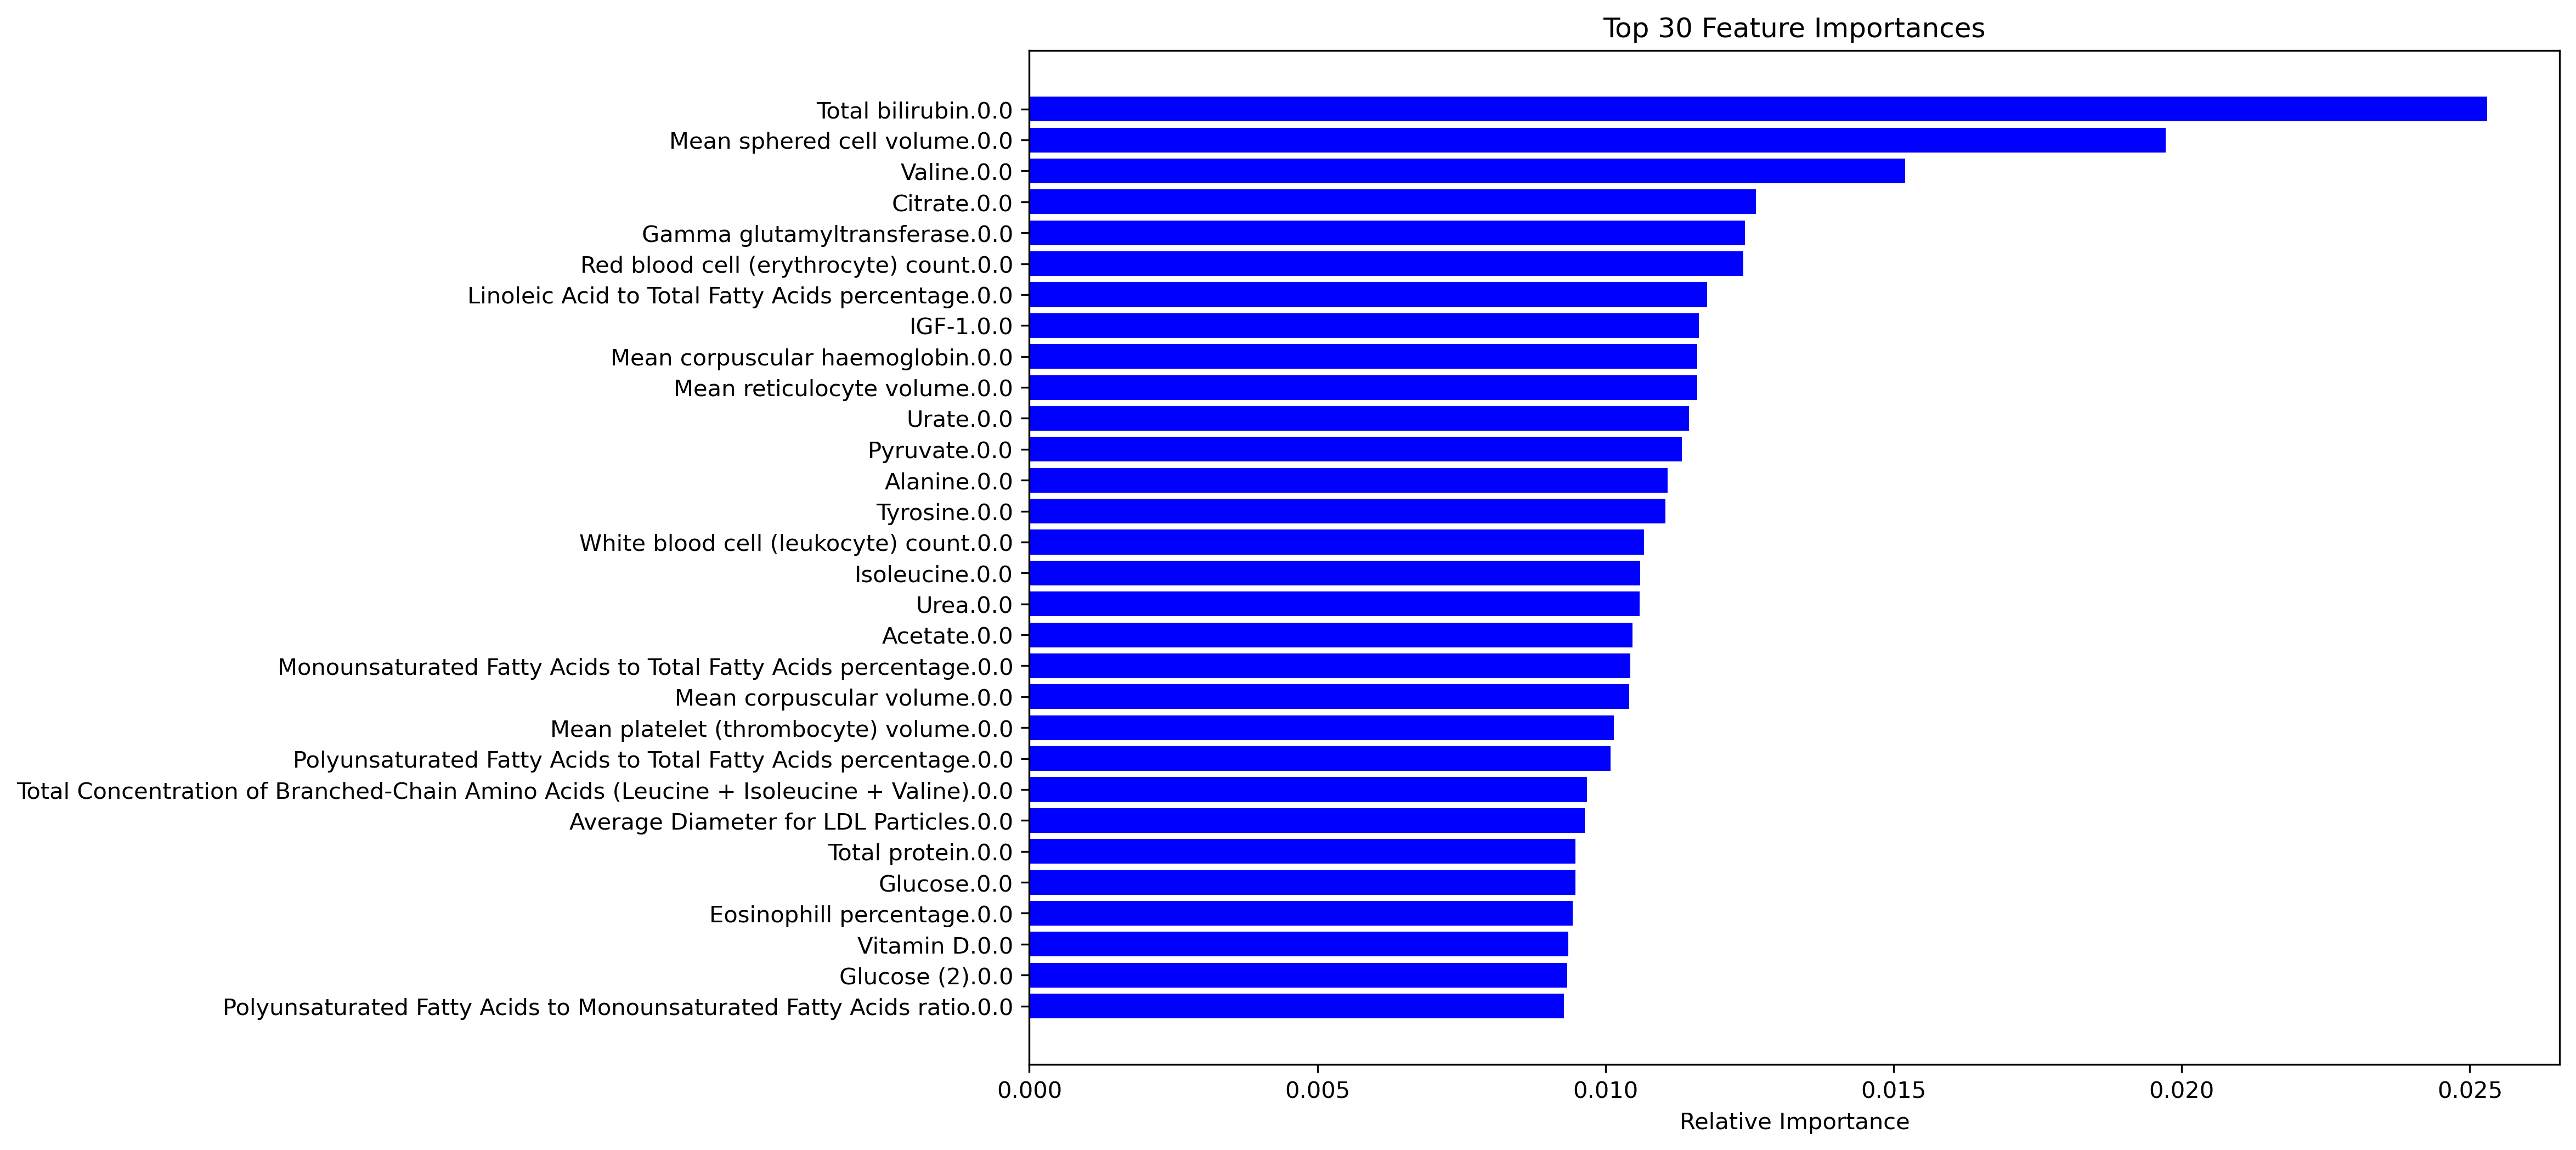 Top 30 Feature Importances
Total bilirubin.0.0
Mean sphered cell volume.0.0
Valine.0.0
Citrate.0.0
Gamma glutamyltransferase.0.0
Red blood cell (erythrocyte) count.0.0
Linoleic Acid to Total Fatty Acids percentage.0.0
IGF-1.0.0
Mean corpuscular haemoglobin.0.0
Mean reticulocyte volume.0.0
Urate.0.0
Pyruvate.0.0
Alanine.0.0
Tyrosine.0.0
White blood cell (leukocyte) count.0.0
Isoleucine.0.0
Urea.0.0
Acetate.0.0
Monounsaturated Fatty Acids to Total Fatty Acids percentage.0.0
Mean corpuscular volume.0.0
Mean platelet (thrombocyte) volume.0.0
Polyunsaturated Fatty Acids to Total Fatty Acids percentage.0.0
Total Concentration of Branched-Chain Amino Acids (Leucine + Isoleucine + Valine).0.0
Average Diameter for LDL Particles.0.0
Total protein.0.0
Glucose.0.0
Eosinophill percentage.0.0
Vitamin D.0.0
Glucose (2).0.0
Polyunsaturated Fatty Acids to Monounsaturated Fatty Acids ratio.0.0
0.000 0.005 0.010 0.015 0.020 0.025
Relative Importance